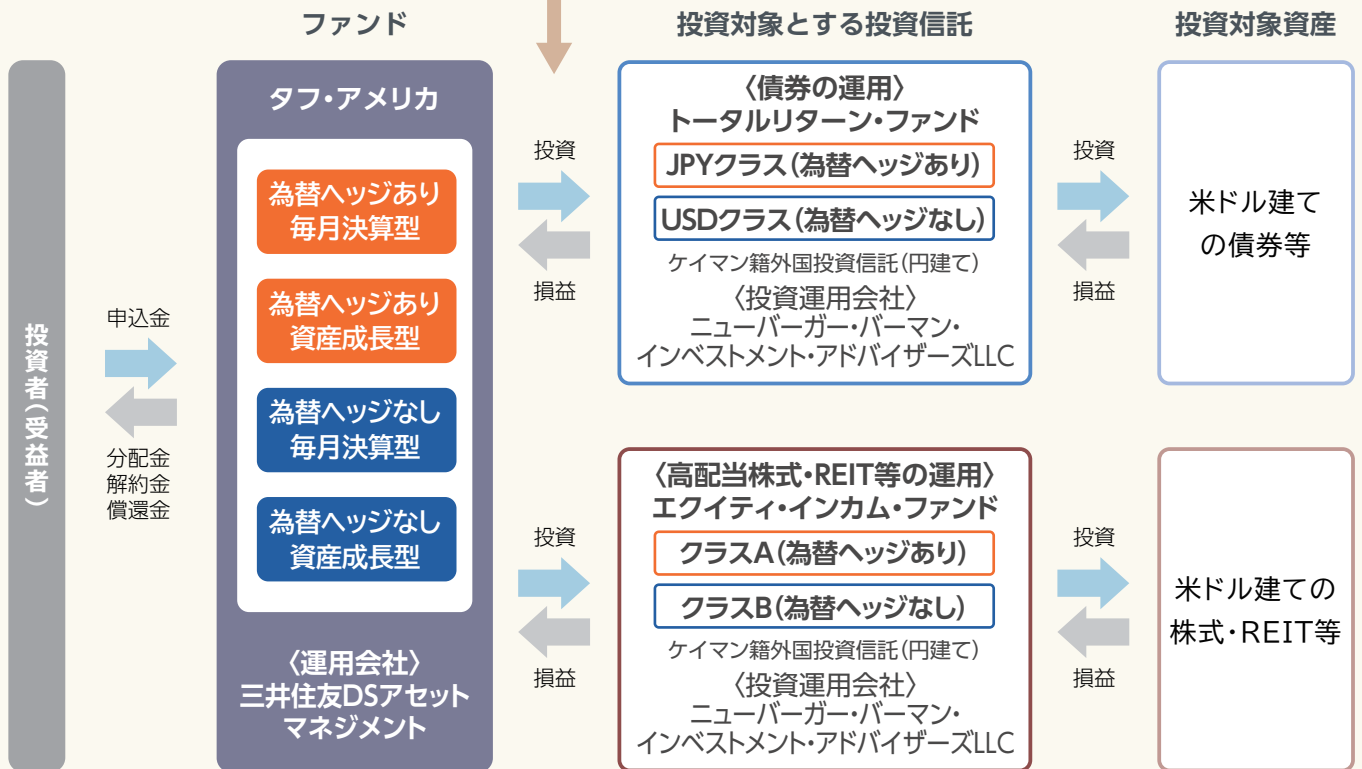 ファンド
投資対象とする投資信託
投資対象資産
投資者(受益者)
申込金
分配金
解約金
償還金
タフ・アメリカ
為替ヘッジあり
毎月決算型
為替ヘッジあり
資産成長型
為替ヘッジなし
毎月決算型
為替ヘッジなし
資産成長型
〈運用会社〉
三井住友DSアセット
マネジメント
投資
損益
〈債券の運用〉
トータルリターン・ファンド
JPYクラス(為替ヘッジあり)
USDクラス(為替ヘッジなし)
ケイマン籍外国投資信託(円建て)
〈投資運用会社〉
ニューバーガー・バーマン・
インベストメント・アドバイザーズLLC
投資
損益
米ドル建て
の債券等
投資
損益
〈高配当株式・REIT等の運用〉
エクイティ・インカム・ファンド
クラスA(為替ヘッジあり)
クラスB(為替ヘッジなし)
ケイマン籍外国投資信託(円建て)
〈投資運用会社〉
ニューバーガー・バーマン・
インベストメント・アドバイザーズLLC
投資
損益
米ドル建ての
株式・REIT等